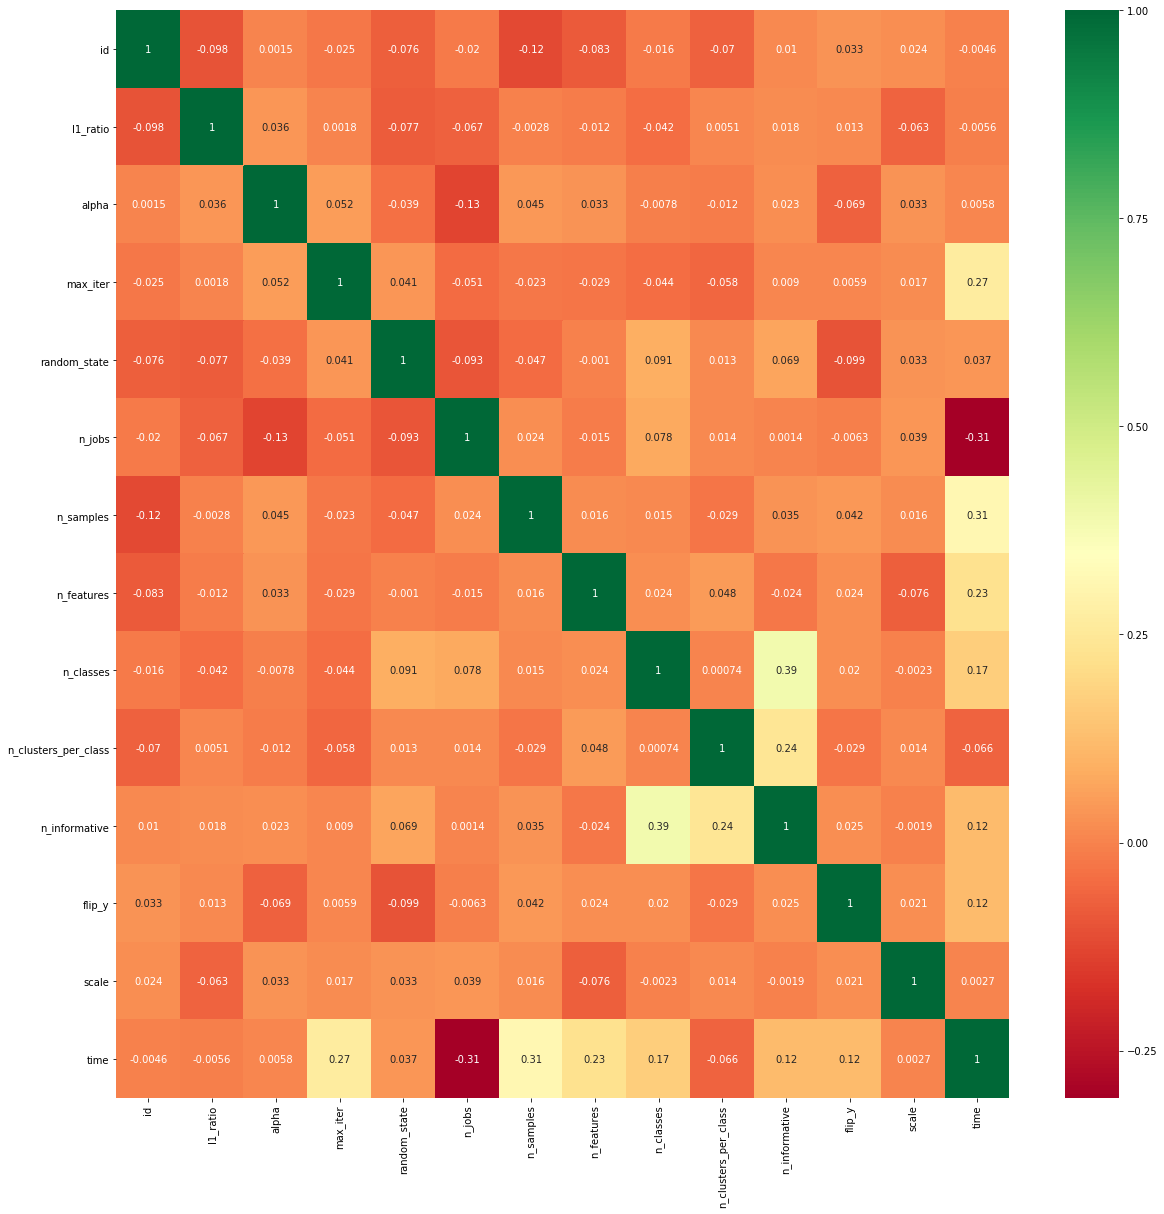 id 1 -0.098 0.0015 -0.025 -0.076 -0.02 -0.12 -0.083 -0.016 -0.07 0.01 0.033 0.024 -0.0046
l1_ratio -0.098 1 0.036 0.0018 -0.077 -0.067 -0.0028 -0.012 -0.042 0.0051 0.018 0.013 -0.063 -0.0056
alpha 0.0015 0.036 1 0.052 -0.039 -0.13 0.045 0.033 -0.0078 -0.012 0.023 -0.069 0.033 0.0058
max_iter -0.025 0.0018 0.052 1 0.041 -0.051 -0.023 -0.029 -0.044 -0.058 0.009 0.0059 0.017 0.27
random_state -0.076 -0.077 -0.039 0.041 1 -0.093 -0.047 -0.001 0.091 0.013 0.069 -0.099 0.033 0.037
n_jobs -0.02 -0.067 -0.13 -0.051 -0.093 1 0.024 -0.015 0.078 0.014 0.0014 -0.0063 0.039 -0.31
n_samples -0.12 -0.0028 0.045 -0.023 -0.047 0.024 1 0.016 0.015 -0.029 0.035 0.042 0.016 0.31
n_features -0.083 -0.012 0.033 -0.029 -0.001 -0.015 0.016 1 0.024 0.048 -0.024 0.024 -0.076 0.23
n_classes -0.016 -0.042 -0.0078 -0.044 0.091 0.078 0.015 0.024 1 0.00074 0.39 0.02 -0.0023 0.17
n_clusters_per_class -0.07 0.0051 -0.012 -0.058 0.013 0.014 -0.029 0.048 0.00074 1 0.24 -0.029 0.014 -0.066
n_informative 0.01 0.018 0.023 0.009 0.069 0.0014 0.035 -0.024 0.39 0.24 1 0.025 -0.0019 0.12
flip_y 0.033 0.013 -0.069 0.0059 -0.099 -0.0063 0.042 0.024 0.02 -0.029 0.025 1 0.021 0.12
scale 0.024 -0.063 0.033 0.017 0.033 0.039 0.016 -0.076 -0.0023 0.014 -0.0019 0.021 1 0.0027
time -0.0046 -0.0056 0.0058 0.27 0.037 -0.31 0.31 0.23 0.17 -0.066 0.12 0.12 0.0027 1
id l1_ratio alpha max_iter random_state n_jobs n_samples n_features n_classes n_clusters_per_class n_informative flip_y scale time
1.00
0.75
0.50
0.25
0.00
−0.25